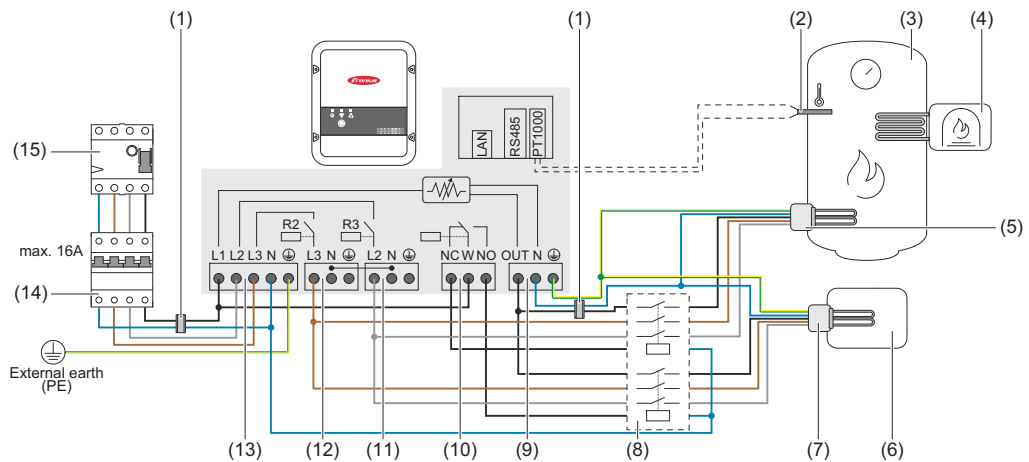 (1)
(1)
(2)
(3)
(4)
Fronius
LAN
RS485
PT1000
(15)
R2
R3
(5)
max. 16A
L1 L2 L3 N
L3 N
L2 N
NC W NO
OUT N
(14)
External earth
(PE)
(13)
(12)
(11)
(10)
(9)
(8)
(7)
(6)